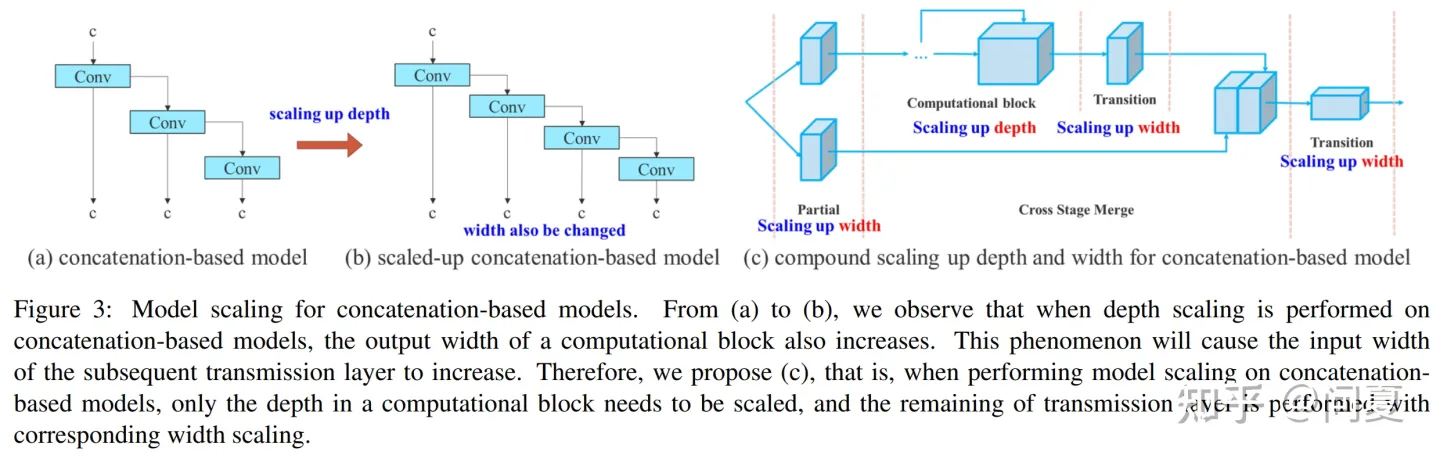 c
Conv
Conv
Conv
c
c
c
(a) concatenation-based model
scaling up depth
c
Conv
Conv
Conv
Conv
c
c
c
c
width also be changed
(b) scaled-up concatenation-based model
...
Computational block
Scaling up depth
Transition
Scaling up width
Transition
Scaling up width
Partial
Scaling up width
Cross Stage Merge
(c) compound scaling up depth and width for concatenation-based model
Figure 3: Model scaling for concatenation-based models. From (a) to (b), we observe that when depth scaling is performed on
concatenation-based models, the output width of a computational block also increases. This phenomenon will cause the input width
of the subsequent transmission layer to increase. Therefore, we propose (c), that is, when performing model scaling on concatenation-
based models, only the depth in a computational block needs to be scaled, and the remaining of transmission layer is performed with
corresponding width scaling.
知乎 @问夏